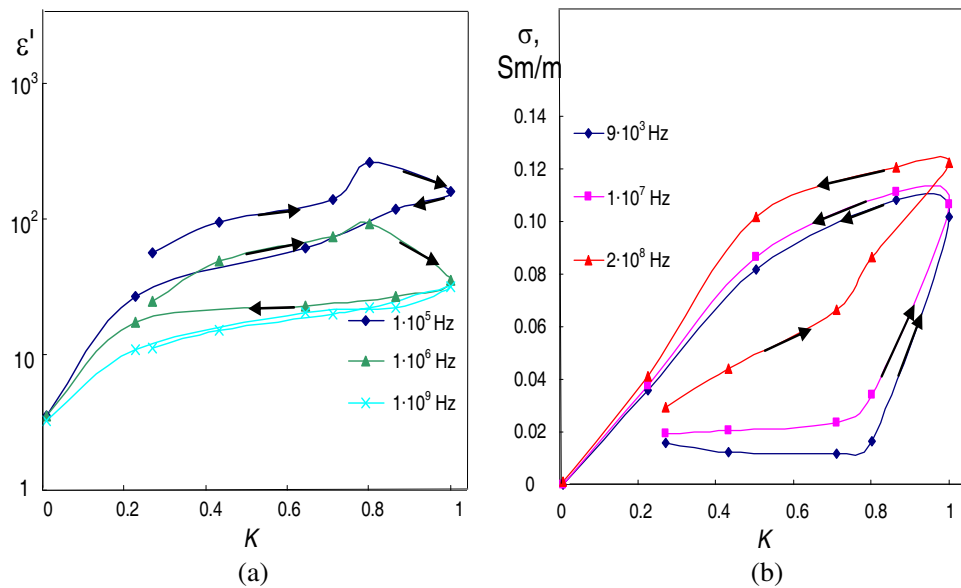 ε'
10³
10²
10
1
0
0.2
0.4
0.6
0.8
1
K
1·10⁵ Hz
1·10⁶ Hz
1·10⁹ Hz
(a)
σ,
Sm/m
0.14
0.12
0.10
0.08
0.06
0.04
0.02
0
0
0.2
0.4
0.6
0.8
1
K
9·10³ Hz
1·10⁷ Hz
2·10⁸ Hz
(b)